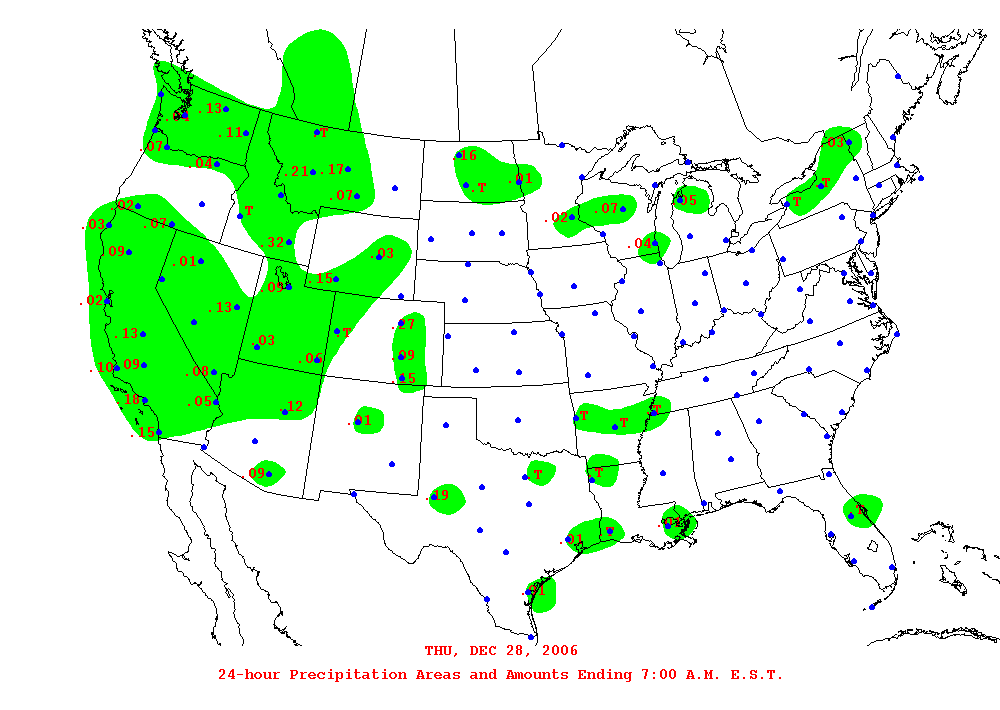 .04 .13
.11
.07
.04
T
.21 .17
.07
.16
.T .01
.03
T
T
.02 .07
.05
.04
.02
.03 .07
T
.09
.32
.03
.01
.09 .15
.02
.13
.27
.13
T
.03
.09
.06
.10 .09
.08
.15
.18
.05
.12
.01
T T
T
.15
.09
T
T
.19
T
.01
.01
THU, DEC 28, 2006
24-hour Precipitation Areas and Amounts Ending 7:00 A.M. E.S.T.